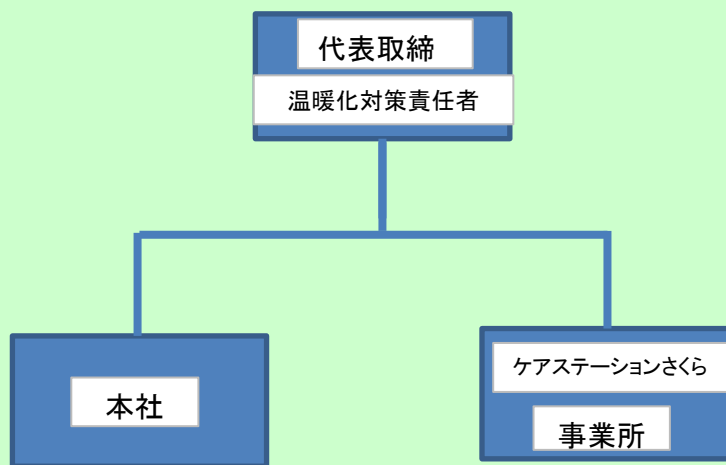 代表取締
温暖化対策責任者
本社
ケアステーションさくら
事業所